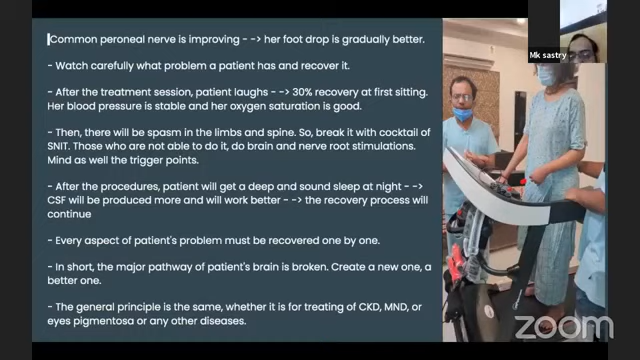 Common peroneal nerve is improving - -> her foot drop is gradually better.
- Watch carefully what problem a patient has and recover it.
- After the treatment session, patient laughs - -> 30% recovery at first sitting.
Her blood pressure is stable and her oxygen saturation is good.
- Then, there will be spasm in the limbs and spine. So, break it with cocktail of
SNIT. Those who are not able to do it, do brain and nerve root stimulations.
Mind as well the trigger points.
- After the procedures, patient will get a deep and sound sleep at night - ->
CSF will be produced more and will work better - -> the recovery process will
continue
- Every aspect of patient's problem must be recovered one by one.
- In short, the major pathway of patient's brain is broken. Create a new one, a
better one.
- The general principle is the same, whether it is for treating of CKD, MND, or
eyes pigmentosa or any other diseases.
Mk sastry
zoom